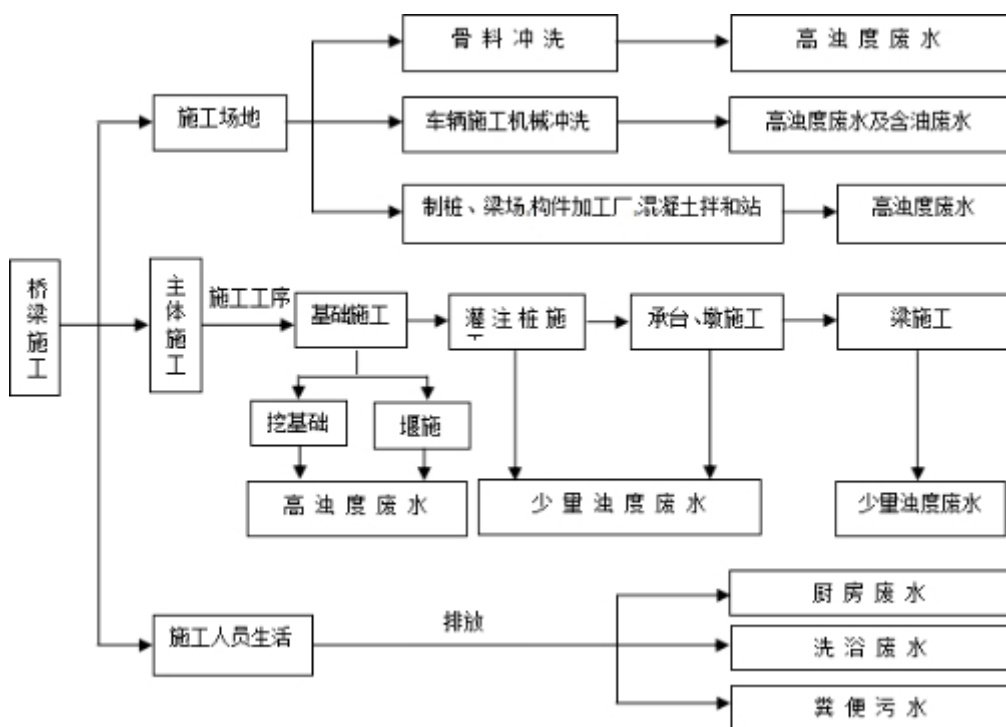 骨料冲洗
高浊度废水
施工场地
车辆施工机械冲洗
高浊度废水及含油废水
制桩、梁场,构件加工厂,混凝土拌和站
高浊度废水
桥梁施工
主体施工
施工工序
基础施工
灌注桩施
承台、墩施工
梁施工
挖基础
堰施
高浊度废水
少量浊度废水
少量浊度废水
施工人员生活
排放
厨房废水
洗浴废水
粪便污水